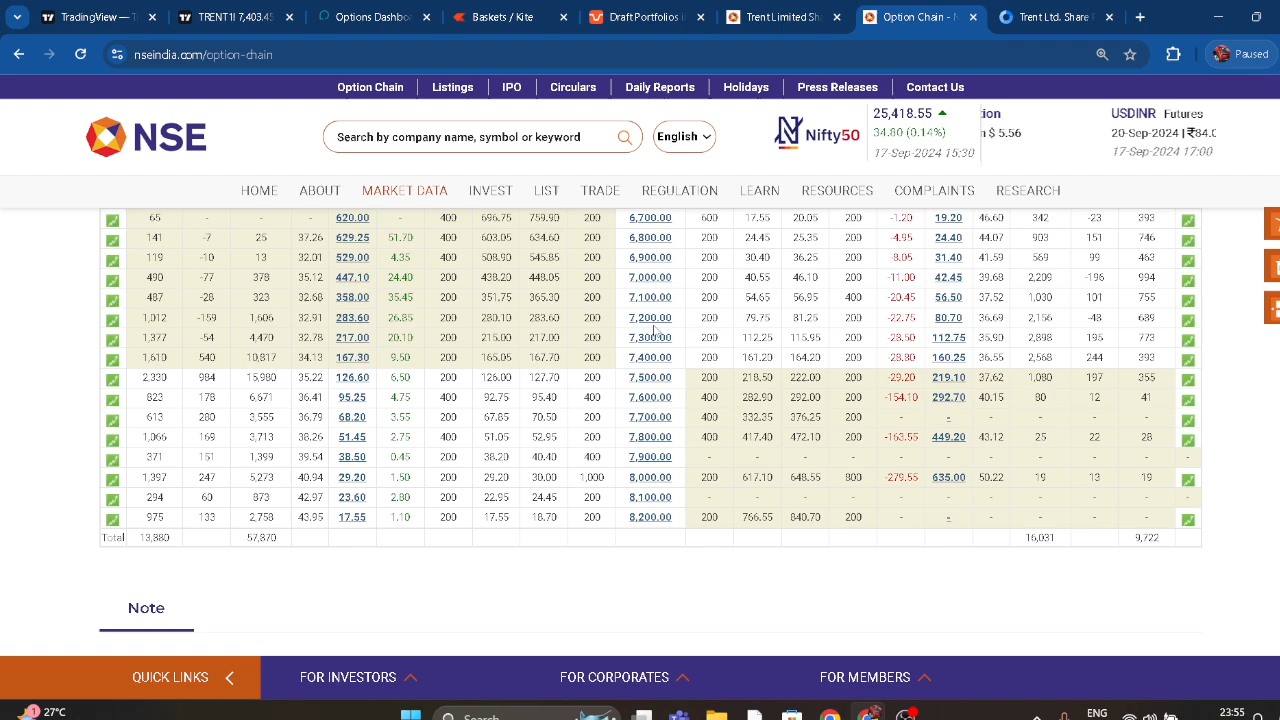 TradingView — T
TRENT1! 7,403.45
Options Dashbo
Baskets / Kite
Draft Portfolios i
Trent Limited Sha
Option Chain - N
Trent Ltd. Share P
nseindia.com/option-chain
Paused
Option Chain Listings IPO Circulars Daily Reports Holidays Press Releases Contact Us
NSE
Search by company name, symbol or keyword
English
Nifty50
25,418.55
34.80 (0.14%)
17-Sep-2024 15:30
tion
n $ 5.56
USDINR Futures
20-Sep-2024 | ₹84.0
17-Sep-2024 17:00
HOME ABOUT MARKET DATA INVEST LIST TRADE REGULATION LEARN RESOURCES COMPLAINTS RESEARCH
65 - - - 620.00 - 400 696.75 200 6,700.00 600 17.55 200 -1.20 19.20 46.60 342 -23 393
141 -7 25 37.26 629.25 51.70 400 634.60 200 6,800.00 200 24.45 25.35 200 -4.95 24.40 44.07 903 151 746
119 -10 13 32.01 529.00 4.35 400 508.90 545.85 200 6,900.00 200 30.40 36.25 200 -8.05 31.40 41.59 569 99 463
490 -77 378 35.12 447.10 24.40 200 448.05 200 7,000.00 200 40.55 46.10 200 -11.00 42.45 39.68 2,209 -196 994
487 -28 323 32.68 358.00 35.45 200 351.75 365.30 200 7,100.00 200 54.65 56.95 400 -20.45 56.50 37.52 1,030 101 755
1,012 -159 1,606 32.91 283.60 26.85 200 280.10 200 7,200.00 200 79.75 81.25 200 -22.75 80.70 36.69 2,156 -48 689
1,377 -54 4,470 32.78 217.00 20.10 200 217.00 200 7,300.00 200 112.25 115.95 200 -28.50 112.75 35.90 2,898 195 773
1,610 540 10,817 34.13 167.30 9.50 200 165.05 200 7,400.00 200 161.20 164.20 200 -28.80 160.25 36.55 2,568 244 393
2,330 984 15,980 35.22 126.60 6.50 200 127.70 200 7,500.00 200 218.50 222.00 200 -29.20 219.10 37.62 1,080 197 355
823 178 6,671 36.41 95.25 4.75 400 92.75 95.40 400 7,600.00 400 282.90 292.00 200 -154.10 292.70 40.15 80 12 41
613 280 3,555 36.79 68.20 3.55 200 70.50 200 7,700.00 400 332.35 376.25 200 - - - - - -
1,066 169 3,713 38.26 51.45 2.75 400 51.05 52.95 200 7,800.00 400 417.40 472.10 200 -163.55 449.20 43.12 25 22 28
371 151 1,399 39.54 38.50 0.45 200 40.40 400 7,900.00 - - - - - - - - - -
1,397 247 5,273 40.94 29.20 1.50 200 29.20 30.00 1,000 8,000.00 200 617.10 648.55 800 -279.55 635.00 50.22 19 13 19
294 60 873 42.97 23.60 2.80 200 22.95 24.45 200 8,100.00 - - - - - - - - - -
975 133 2,758 43.95 17.55 1.10 200 17.55 200 8,200.00 200 766.55 200 - - - - - -
Total 13,880 57,870 16,031 9,722
Note
QUICK LINKS FOR INVESTORS FOR CORPORATES FOR MEMBERS
1
27°C
Search
ENG
23:55